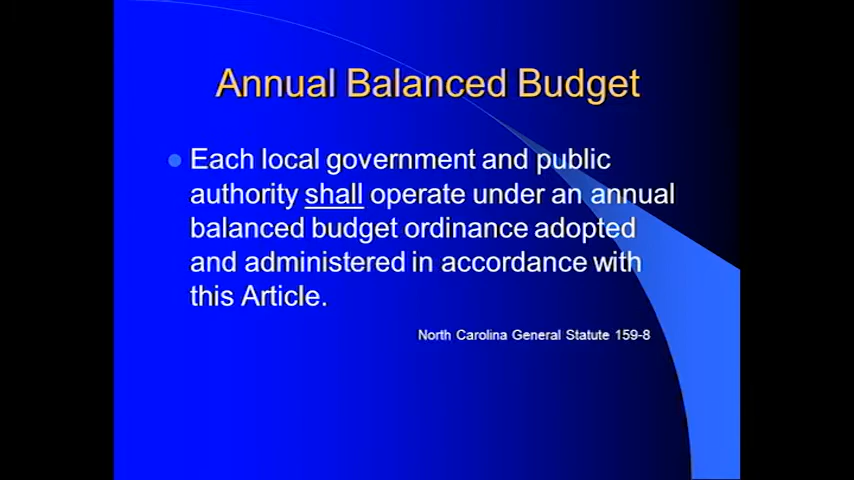 Annual Balanced Budget
Each local government and public
authority shall operate under an annual
balanced budget ordinance adopted
and administered in accordance with
this Article.
North Carolina General Statute 159-8